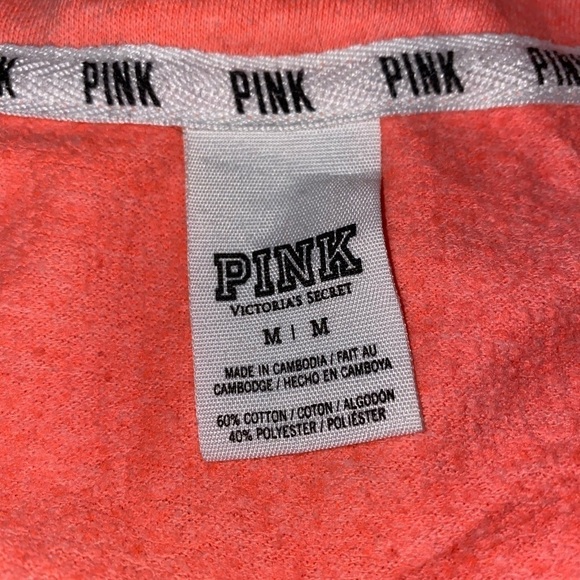 K PINK PINK PINK PIN
PINK
VICTORIA'S SECRET
M | M
MADE IN CAMBODIA / FAIT AU
CAMBODGE / HECHO EN CAMBOYA
60% COTTON / COTON / ALGODON
40% POLYESTER / POLIÉSTER